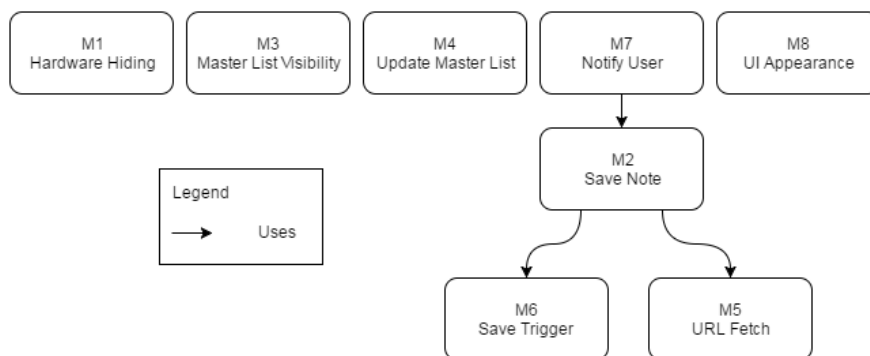 M1
Hardware Hiding
M3
Master List Visibility
M4
Update Master List
M7
Notify User
M8
UI Appearance
M2
Save Note
Legend
Uses
M6
Save Trigger
M5
URL Fetch